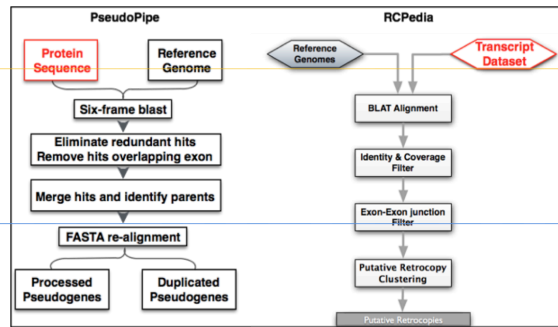 PseudoPipe
Protein
Sequence
Reference
Genome
Six-frame blast
Eliminate redundant hits
Remove hits overlapping exon
Merge hits and identify parents
FASTA re-alignment
Processed
Pseudogenes
Duplicated
Pseudogenes
RCPedia
Reference
Genomes
Transcript
Dataset
BLAT Alignment
Identity & Coverage
Filter
Exon-Exon junction
Filter
Putative Retrocopy
Clustering
Putative Retrocopies